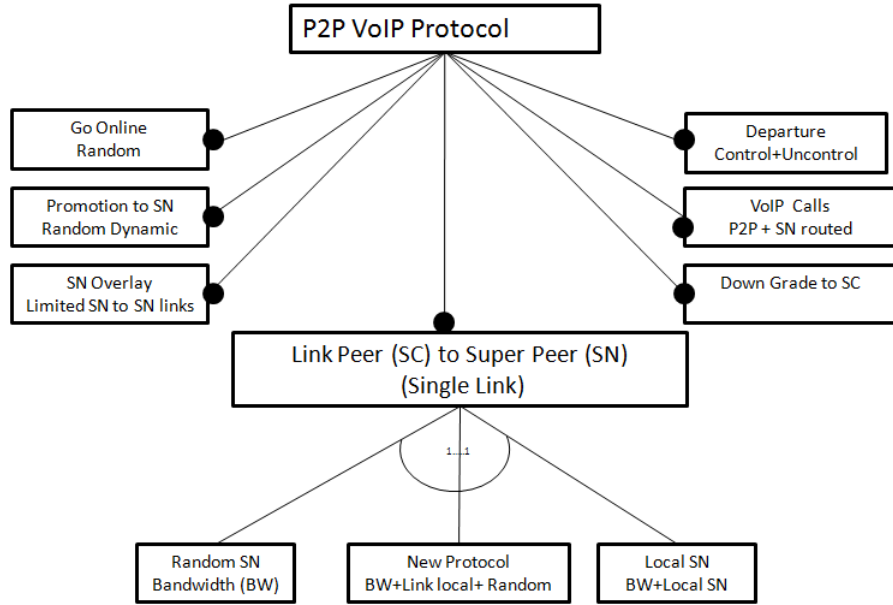 P2P VoIP Protocol
Go Online
Random
Departure
Control+Uncontrol
Promotion to SN
Random Dynamic
VoIP Calls
P2P + SN routed
SN Overlay
Limited SN to SN links
Down Grade to SC
Link Peer (SC) to Super Peer (SN)
(Single Link)
1.....1
Random SN
Bandwidth (BW)
New Protocol
BW+Link local+ Random
Local SN
BW+Local SN